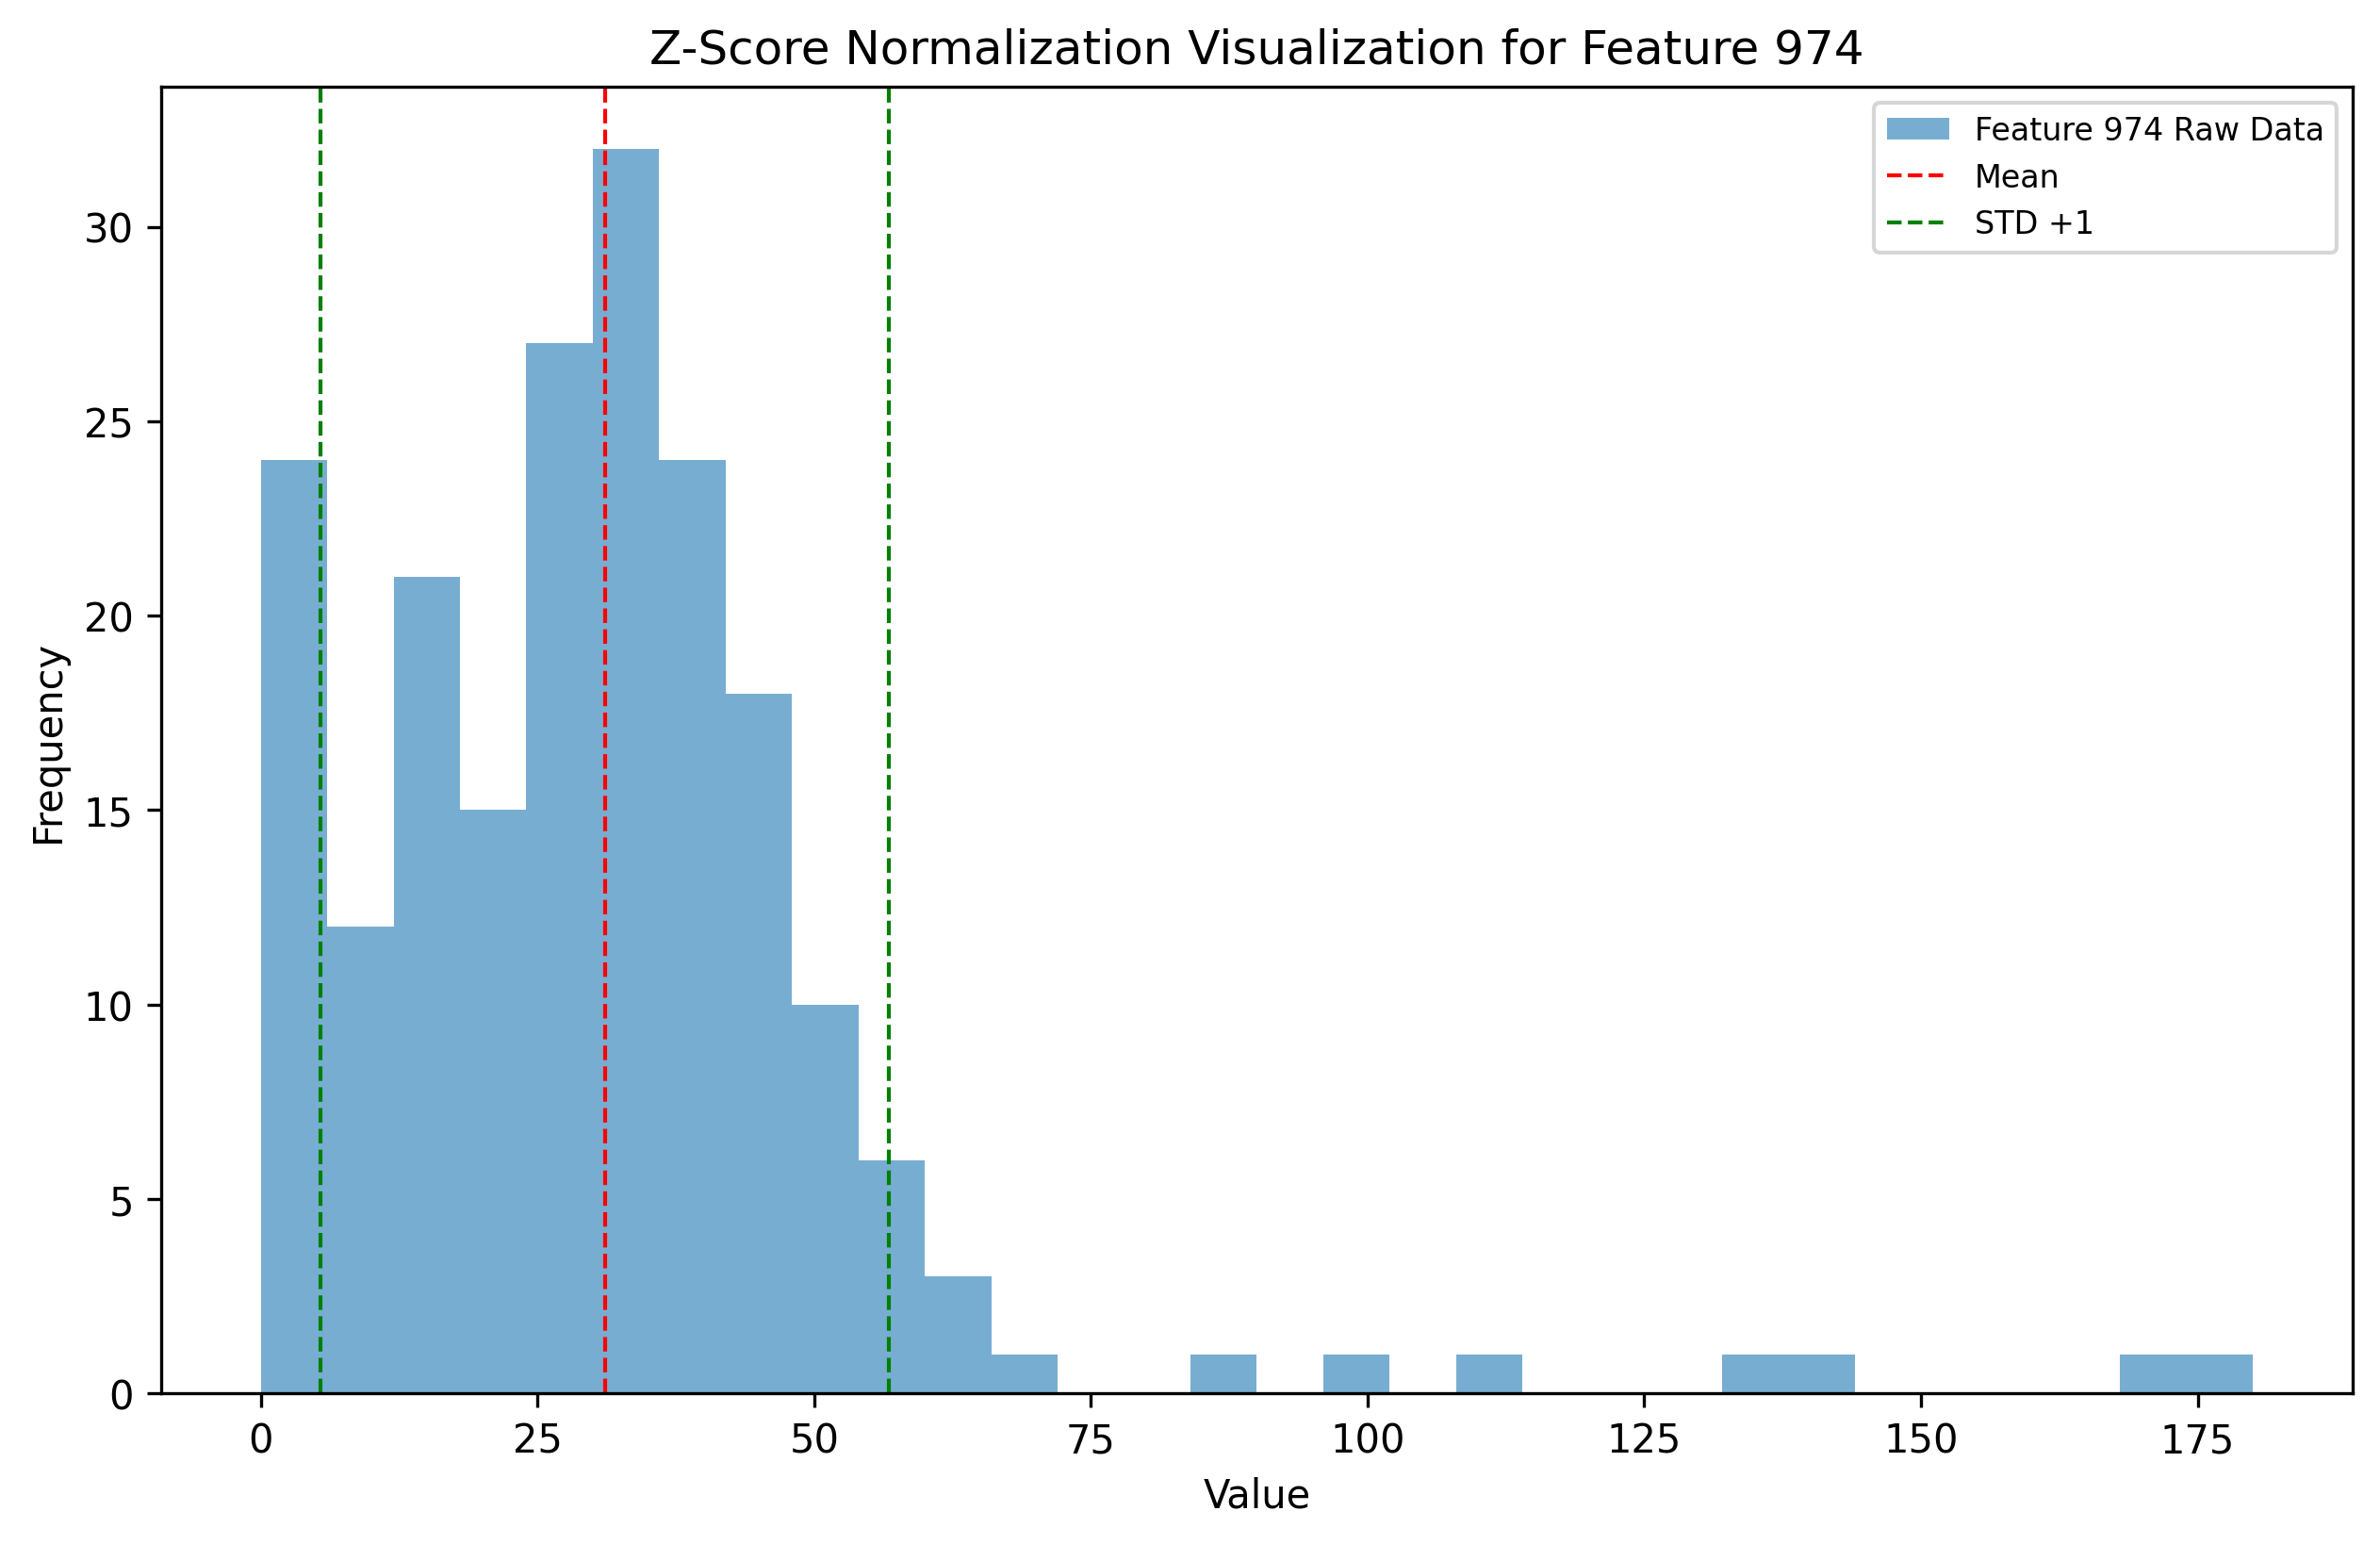 Z-Score Normalization Visualization for Feature 974
Feature 974 Raw Data
Mean
STD +1
Frequency
30
25
20
15
10
5
0
0 25 50 75 100 125 150 175
Value